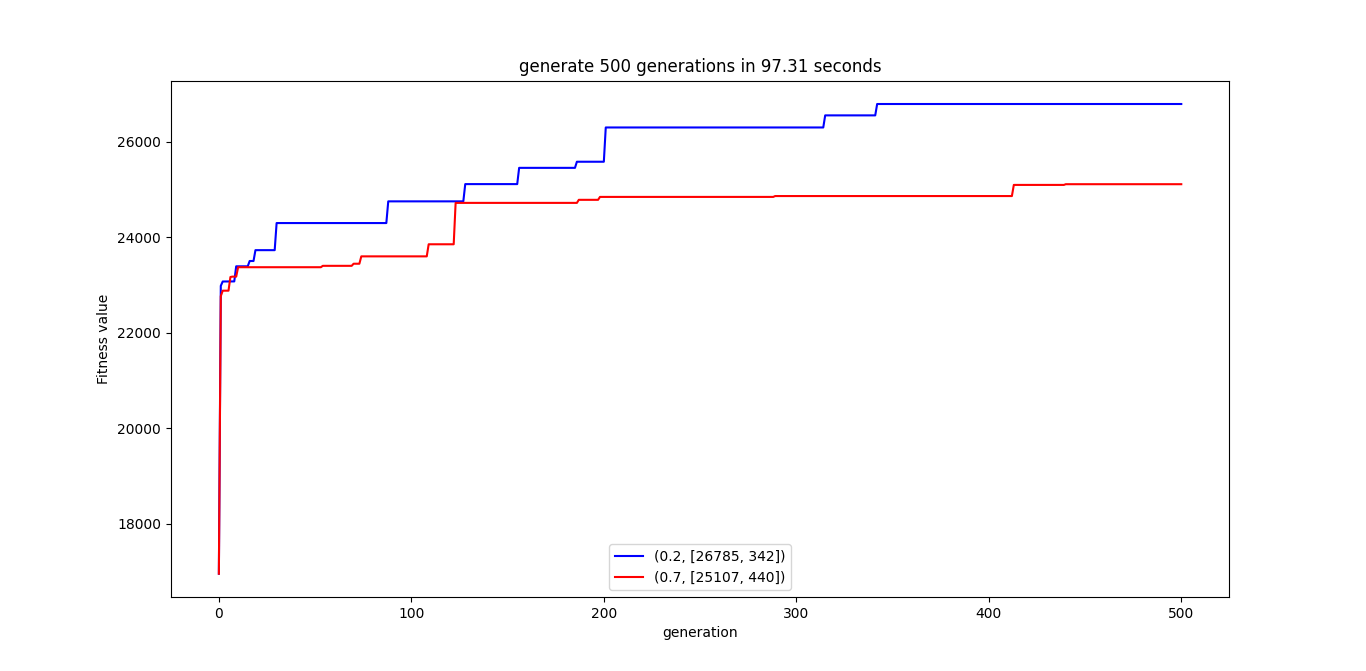 generate 500 generations in 97.31 seconds
Fitness value
26000
24000
22000
20000
18000
(0.2, [26785, 342])
(0.7, [25107, 440])
0 100 200 300 400 500
generation